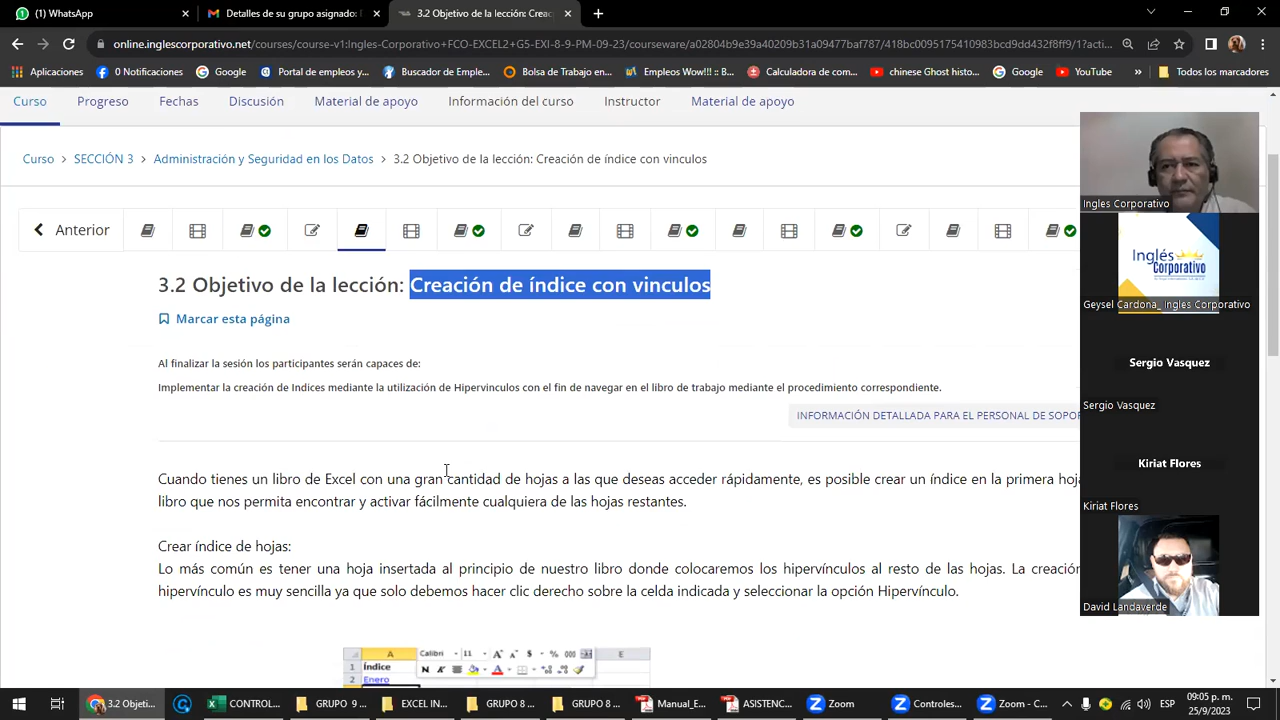 (1) WhatsApp
Detalles de su grupo asignado:
3.2 Objetivo de la lección: Creac
online.inglescorporativo.net/courses/course-v1:Ingles-Corporativo+FCO-EXCEL2+G5-EXI-8-9-PM-09-23/courseware/a02804b9e39a40209b31a09477baf787/418bc0095175410983bcd9dd432f8ff9/1?acti...
Aplicaciones
0 Notificaciones
Google
Portal de empleos y...
Buscador de Emple...
Bolsa de Trabajo en...
Empleos Wow!!! :: B...
Calculadora de com...
chinese Ghost histo...
Google
YouTube
»
Todos los marcadores
Curso
Progreso
Fechas
Discusión
Material de apoyo
Información del curso
Instructor
Material de apoyo
Curso > SECCIÓN 3 > Administración y Seguridad en los Datos > 3.2 Objetivo de la lección: Creación de índice con vinculos
Anterior
3.2 Objetivo de la lección: Creación de índice con vinculos
Marcar esta página
Al finalizar la sesión los participantes serán capaces de:
Implementar la creación de Indices mediante la utilización de Hipervinculos con el fin de navegar en el libro de trabajo mediante el procedimiento correspondiente.
INFORMACIÓN DETALLADA PARA EL PERSONAL DE SOPO
Cuando tienes un libro de Excel con una gran cantidad de hojas a las que deseas acceder rápidamente, es posible crear un índice en la primera hoja
libro que nos permita encontrar y activar fácilmente cualquiera de las hojas restantes.
Crear índice de hojas:
Lo más común es tener una hoja insertada al principio de nuestro libro donde colocaremos los hipervínculos al resto de las hojas. La creación
hipervínculo es muy sencilla ya que solo debemos hacer clic derecho sobre la celda indicada y seleccionar la opción Hipervínculo.
A
Calibri
11
A
A
$
%
000
E
1
Índice
N
K
A
2
Enero
Ingles Corporativo
Inglés
Corporativo
Geysel Cardona_ Ingles Corporativo
Sergio Vasquez
Sergio Vasquez
Kiriat Flores
Kiriat Flores
David Landaverde
3.2 Objeti...
CONTROL...
GRUPO 9 ...
EXCEL IN...
GRUPO 8 ...
GRUPO 8 ...
Manual_E...
ASISTENC...
Zoom
Controles...
Zoom - C...
ESP
09:05 p. m.
25/9/2023